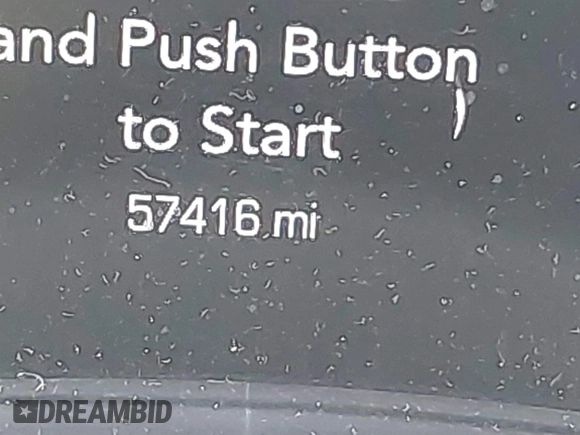 and Push Button
to Start
57416 mi
DREAMBID